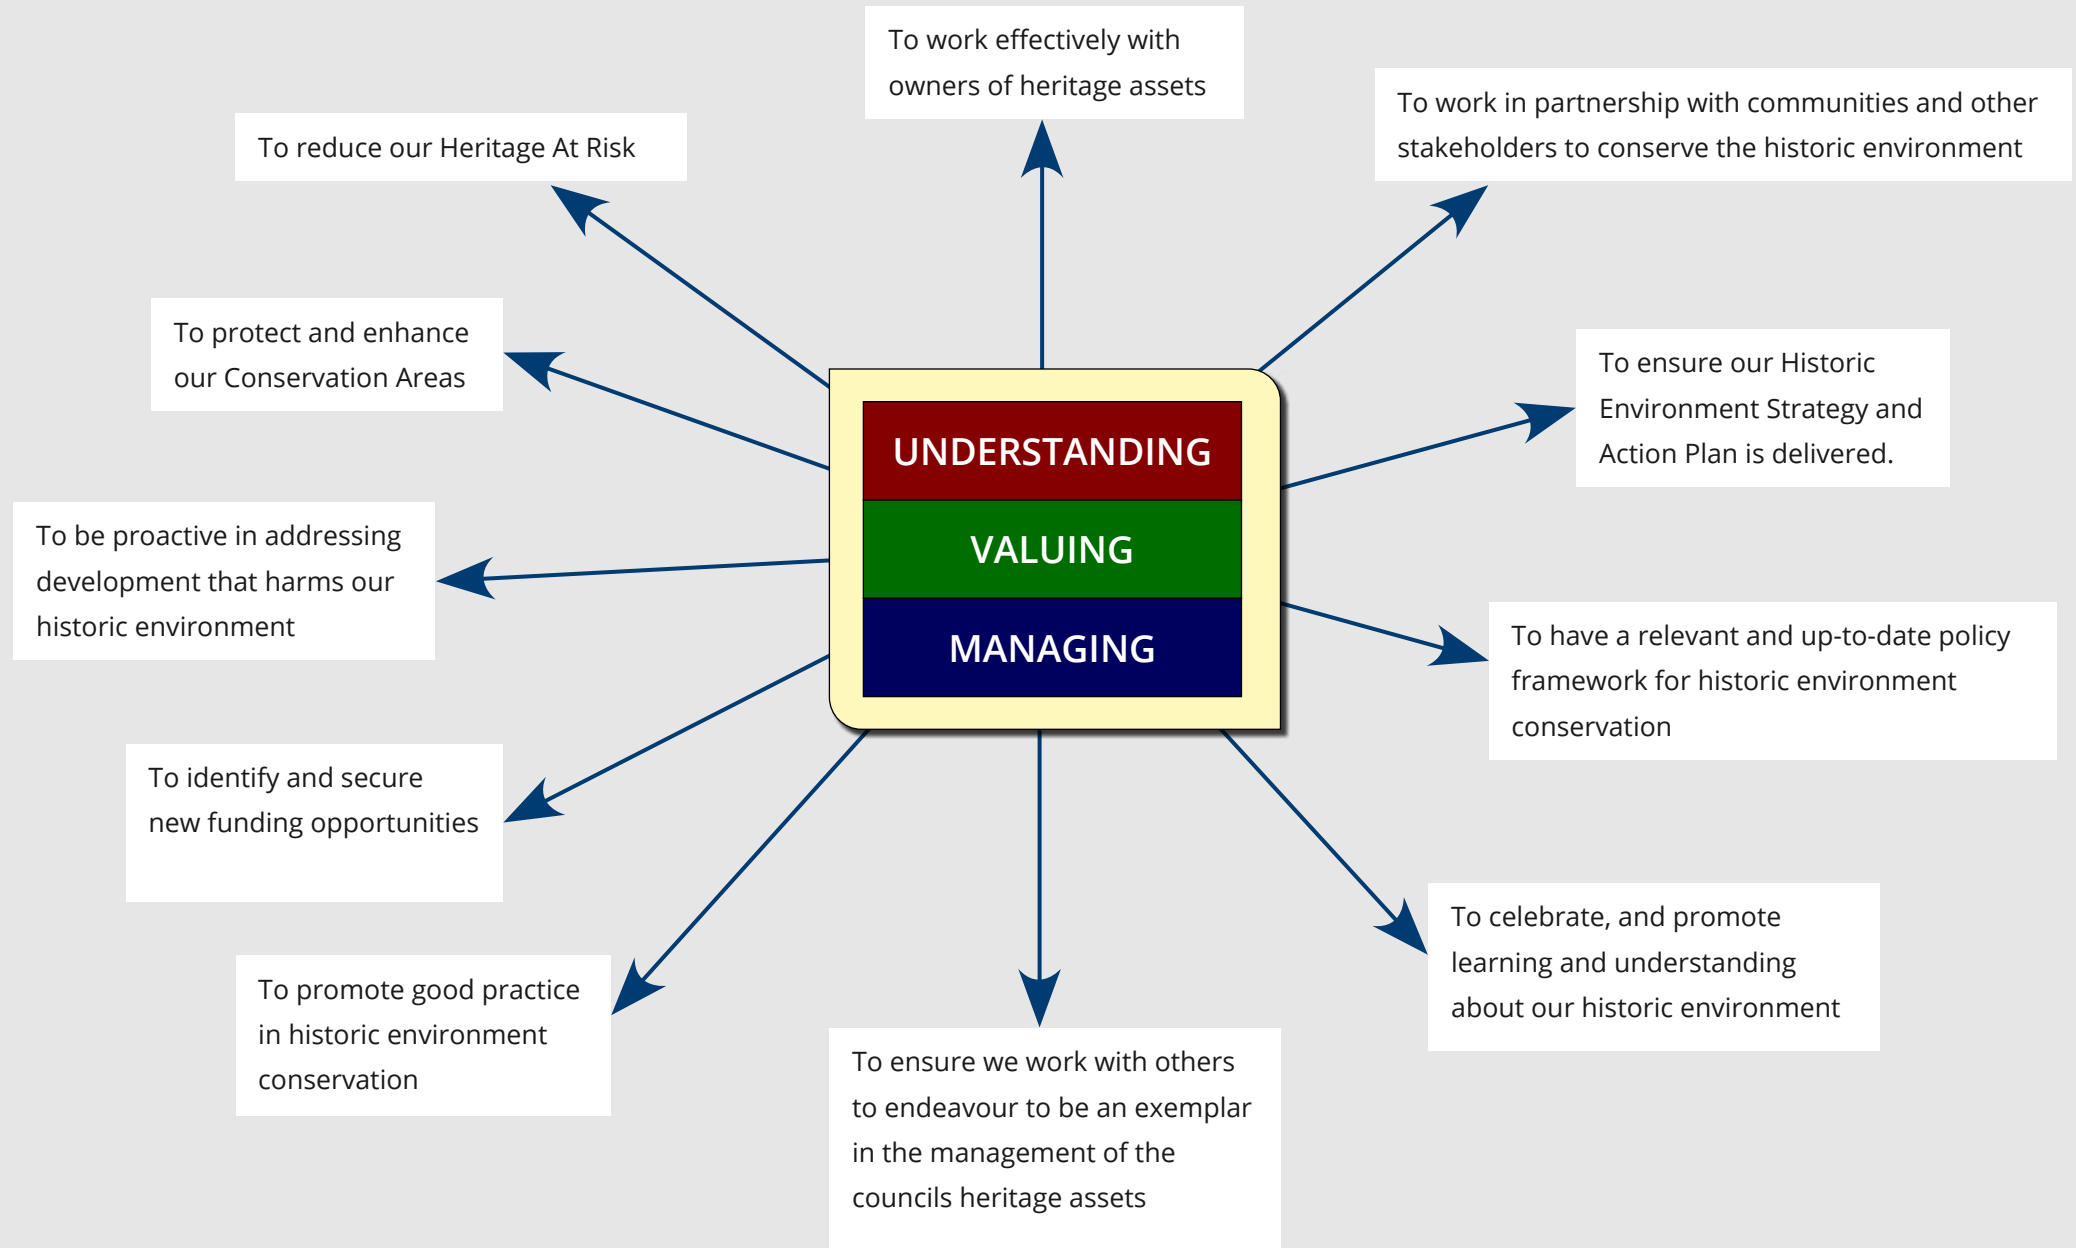 To work effectively with
owners of heritage assets
To work in partnership with communities and other
stakeholders to conserve the historic environment
To reduce our Heritage At Risk
To protect and enhance
our Conservation Areas
To ensure our Historic
Environment Strategy and
Action Plan is delivered.
UNDERSTANDING
VALUING
MANAGING
To be proactive in addressing
development that harms our
historic environment
To have a relevant and up-to-date policy
framework for historic environment
conservation
To identify and secure
new funding opportunities
To celebrate, and promote
learning and understanding
about our historic environment
To promote good practice
in historic environment
conservation
To ensure we work with others
to endeavour to be an exemplar
in the management of the
councils heritage assets